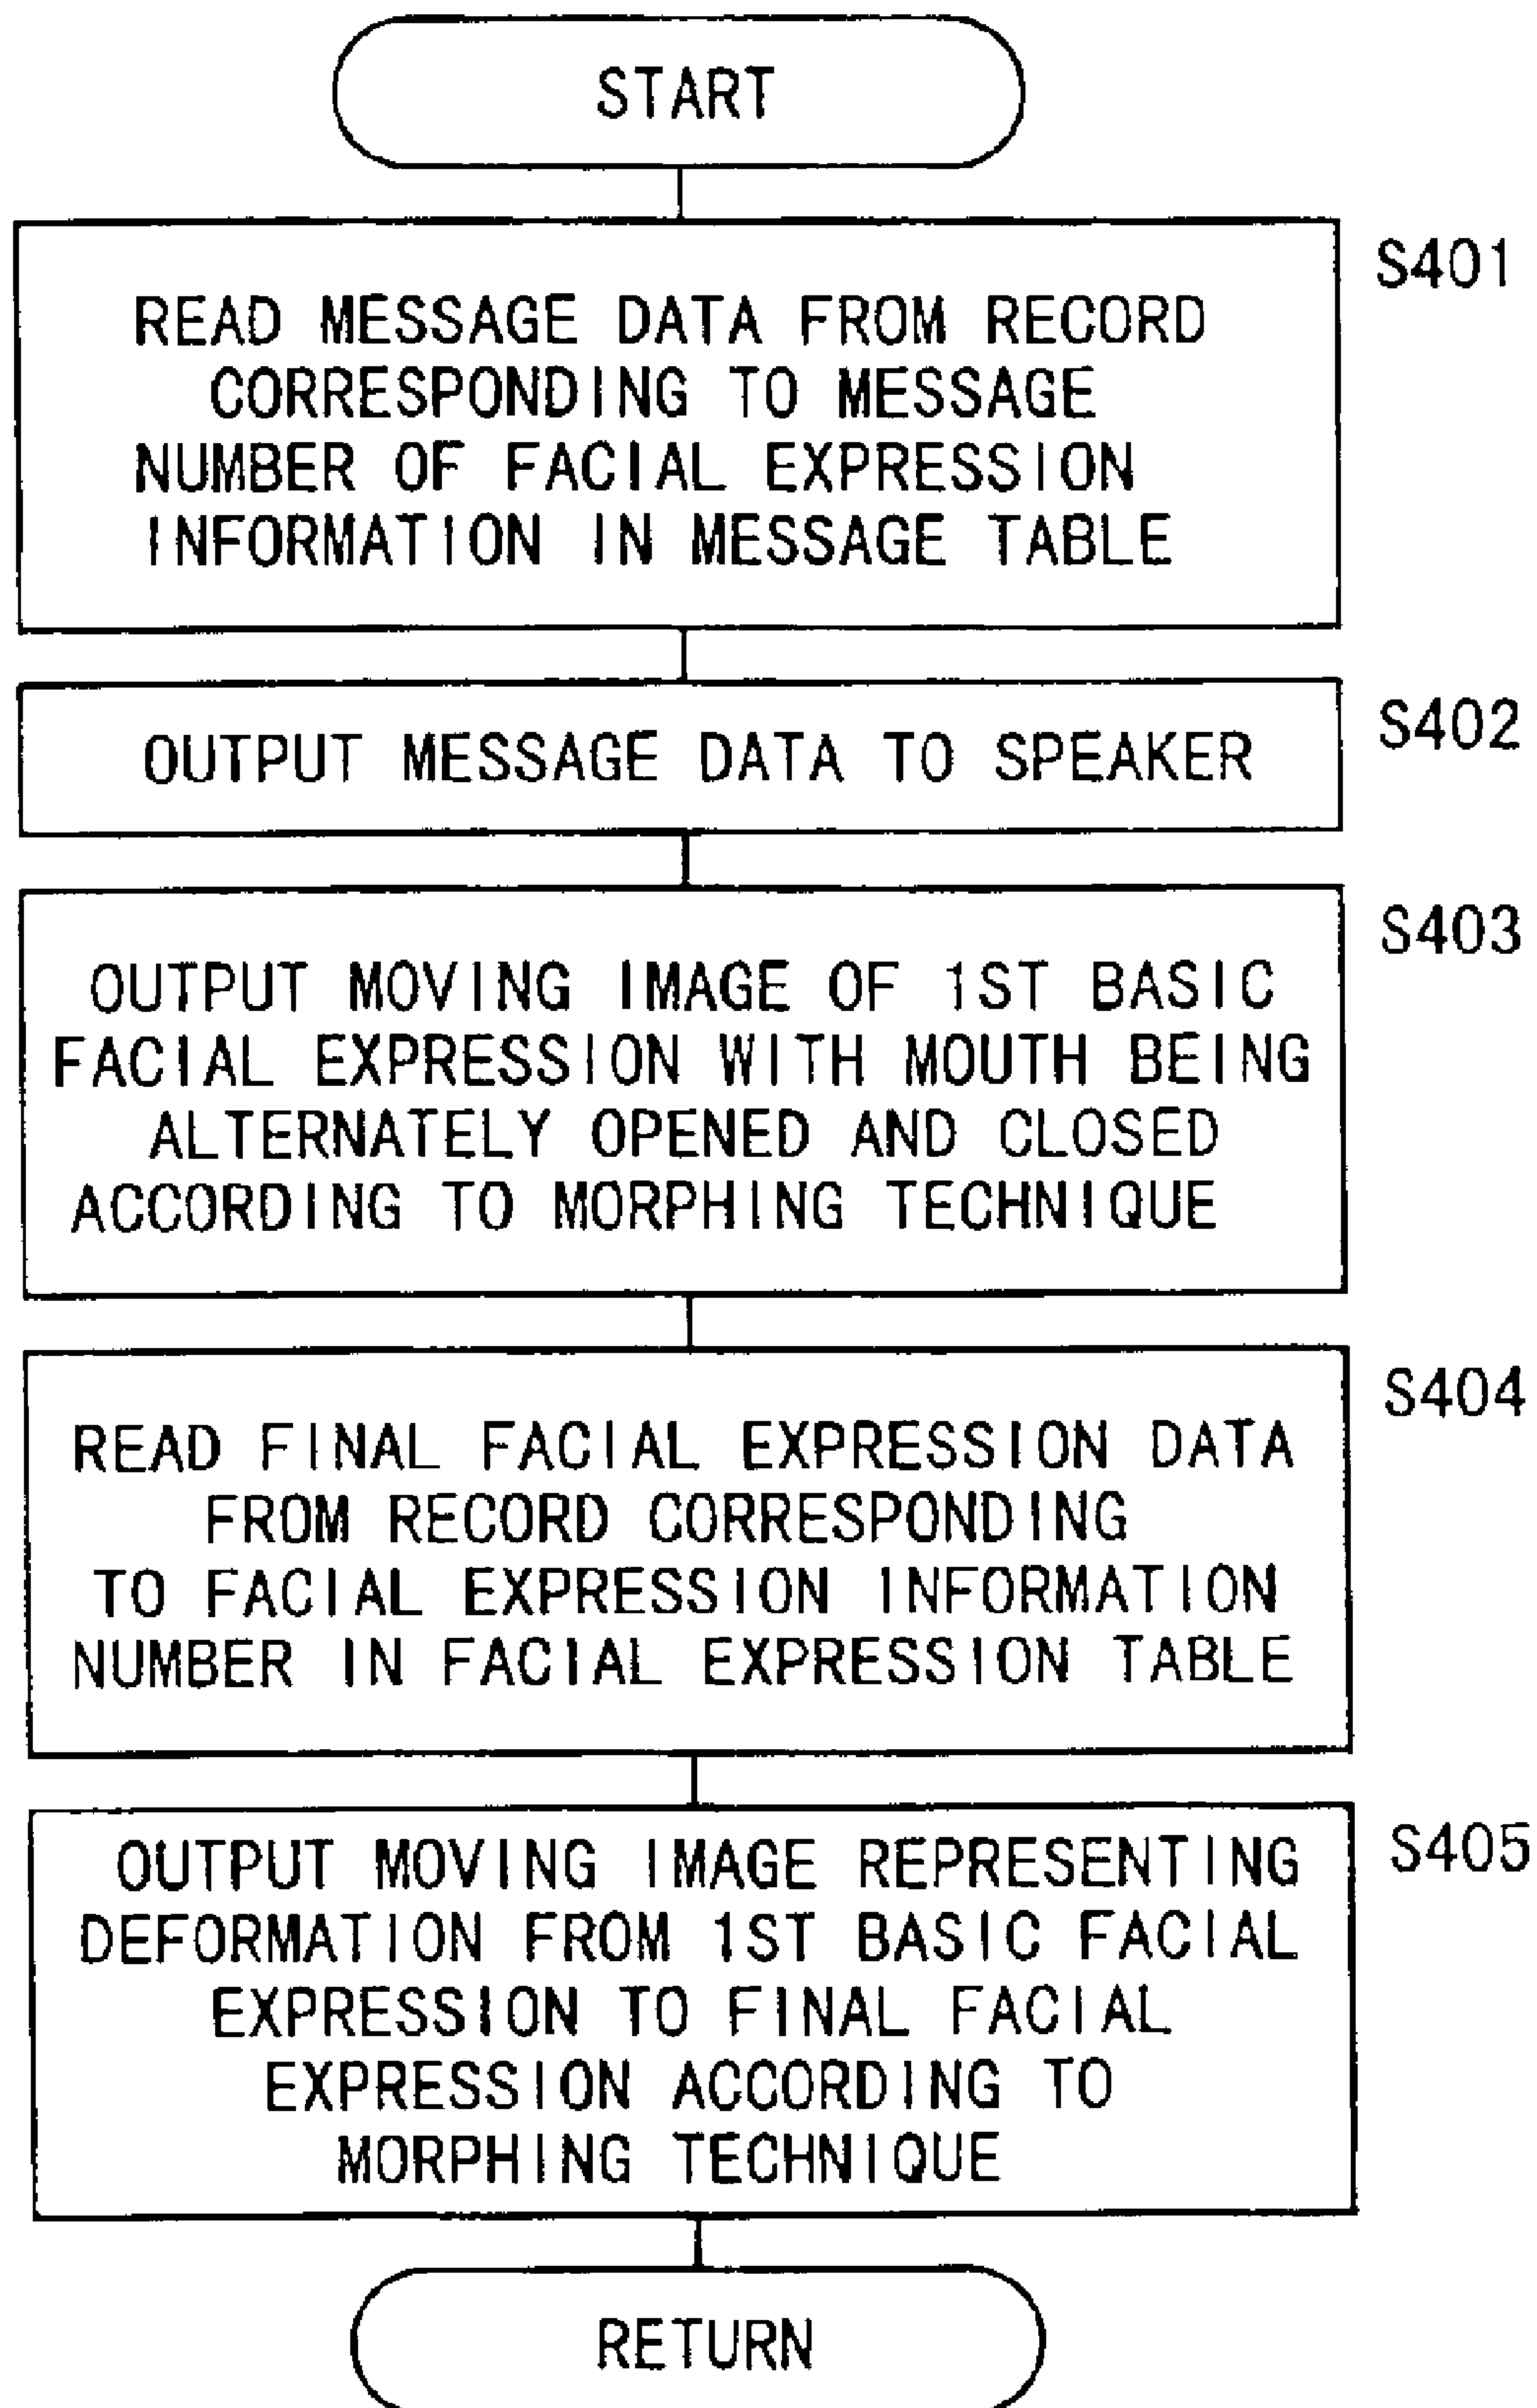 START
S401
READ MESSAGE DATA FROM RECORD
CORRESPONDING TO MESSAGE
NUMBER OF FACIAL EXPRESSION
INFORMATION IN MESSAGE TABLE
S402
OUTPUT MESSAGE DATA TO SPEAKER
S403
OUTPUT MOVING IMAGE OF 1ST BASIC
FACIAL EXPRESSION WITH MOUTH BEING
ALTERNATELY OPENED AND CLOSED
ACCORDING TO MORPHING TECHNIQUE
S404
READ FINAL FACIAL EXPRESSION DATA
FROM RECORD CORRESPONDING
TO FACIAL EXPRESSION INFORMATION
NUMBER IN FACIAL EXPRESSION TABLE
S405
OUTPUT MOVING IMAGE REPRESENTING
DEFORMATION FROM 1ST BASIC FACIAL
EXPRESSION TO FINAL FACIAL
EXPRESSION ACCORDING TO
MORPHING TECHNIQUE
RETURN